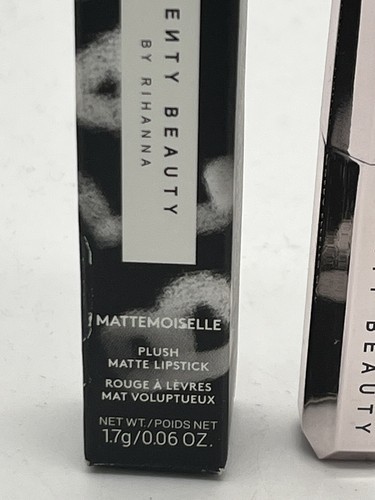 ENTY BEAUTY
BY RIHANNA
MATTEMOISELLE
PLUSH
MATTE LIPSTICK
ROUGE À LÈVRES
MAT VOLUPTUEUX
NET WT./POIDS NET
1.7g/0.06 OZ.
BEAUTY